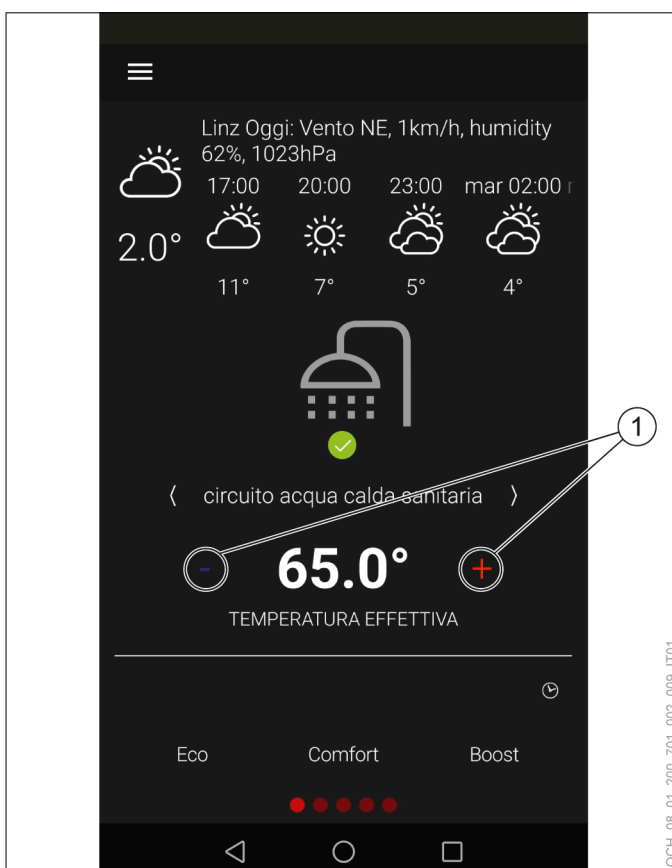 Linz Oggi: Vento NE, 1km/h, humidity
62%, 1023hPa
17:00 20:00 23:00 mar 02:00
2.0°
11° 7° 5° 4°
1
⟨ circuito acqua calda sanitaria ⟩
- 65.0° +
TEMPERATURA EFFETTIVA
Eco Comfort Boost
OCH_08_01_200_701_002_009_IT01